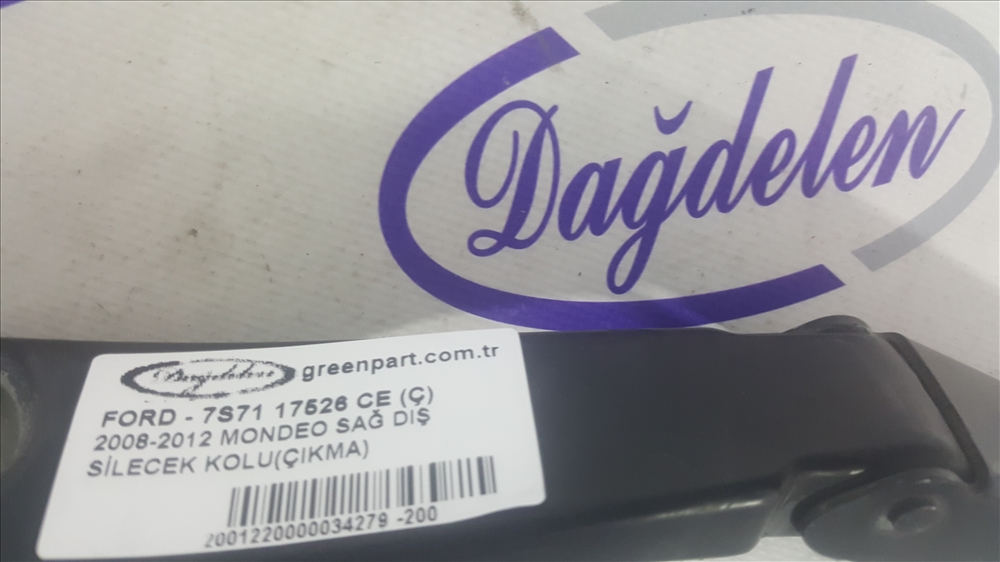 Dağdelen
Dağdelen greenpart.com.tr
FORD - 7S71 17526 CE (Ç)
2008-2012 MONDEO SAĞ DIŞ
SİLECEK KOLU(ÇIKMA)
2001220000034279 -200